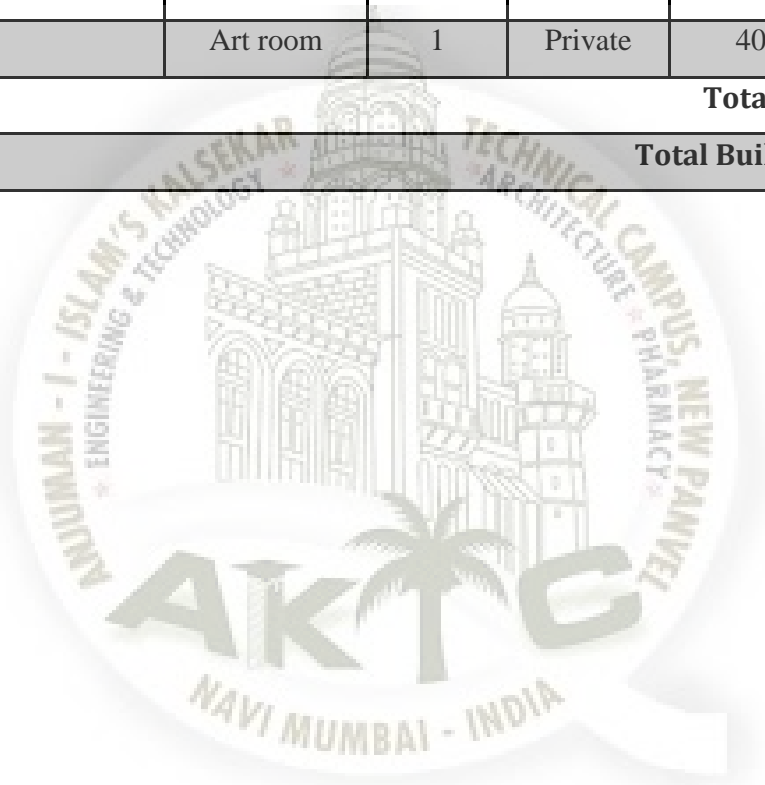 Art room 1 Private 40
Tota
Total Buil
ANJUMAN - I - ISLAM'S KALSEKAR TECHNICAL CAMPUS, NEW PANVEL
ENGINEERING & TECHNOLOGY * ARCHITECTURE * PHARMACY *
AKTC
NAVI MUMBAI - INDIA